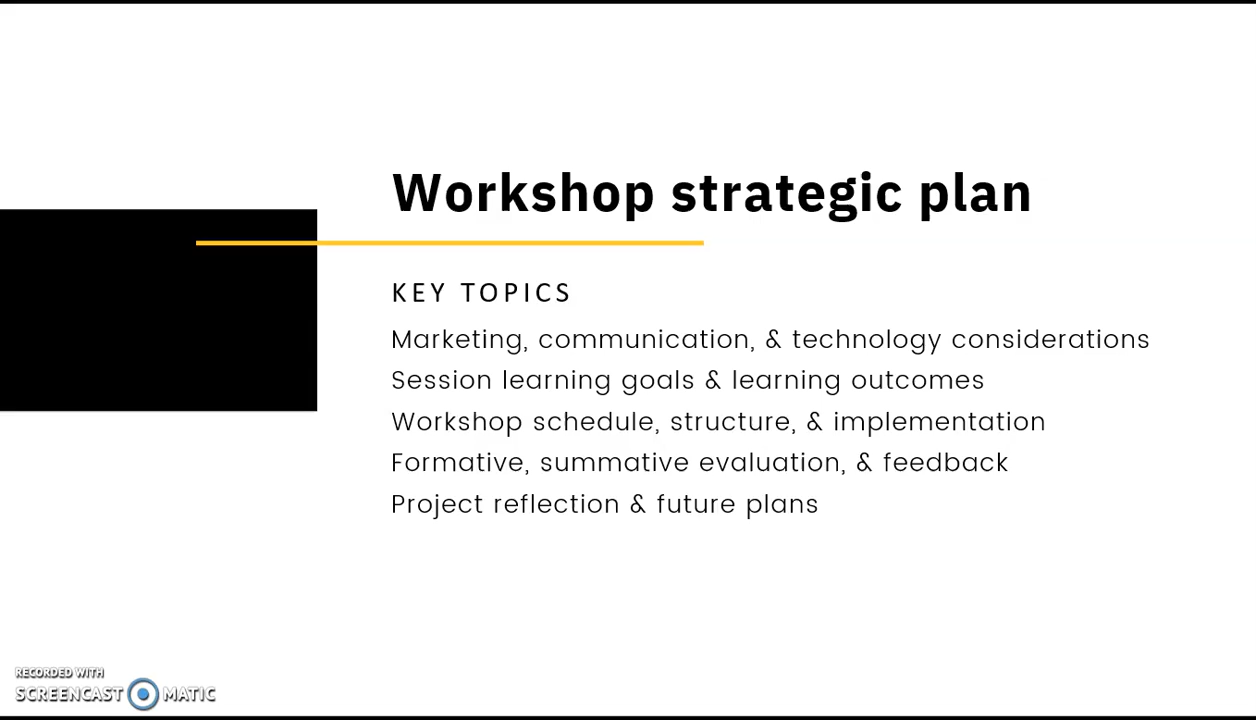 Workshop strategic plan
KEY TOPICS
Marketing, communication, & technology considerations
Session learning goals & learning outcomes
Workshop schedule, structure, & implementation
Formative, summative evaluation, & feedback
Project reflection & future plans
RECORDED WITH
SCREENCAST MATIC